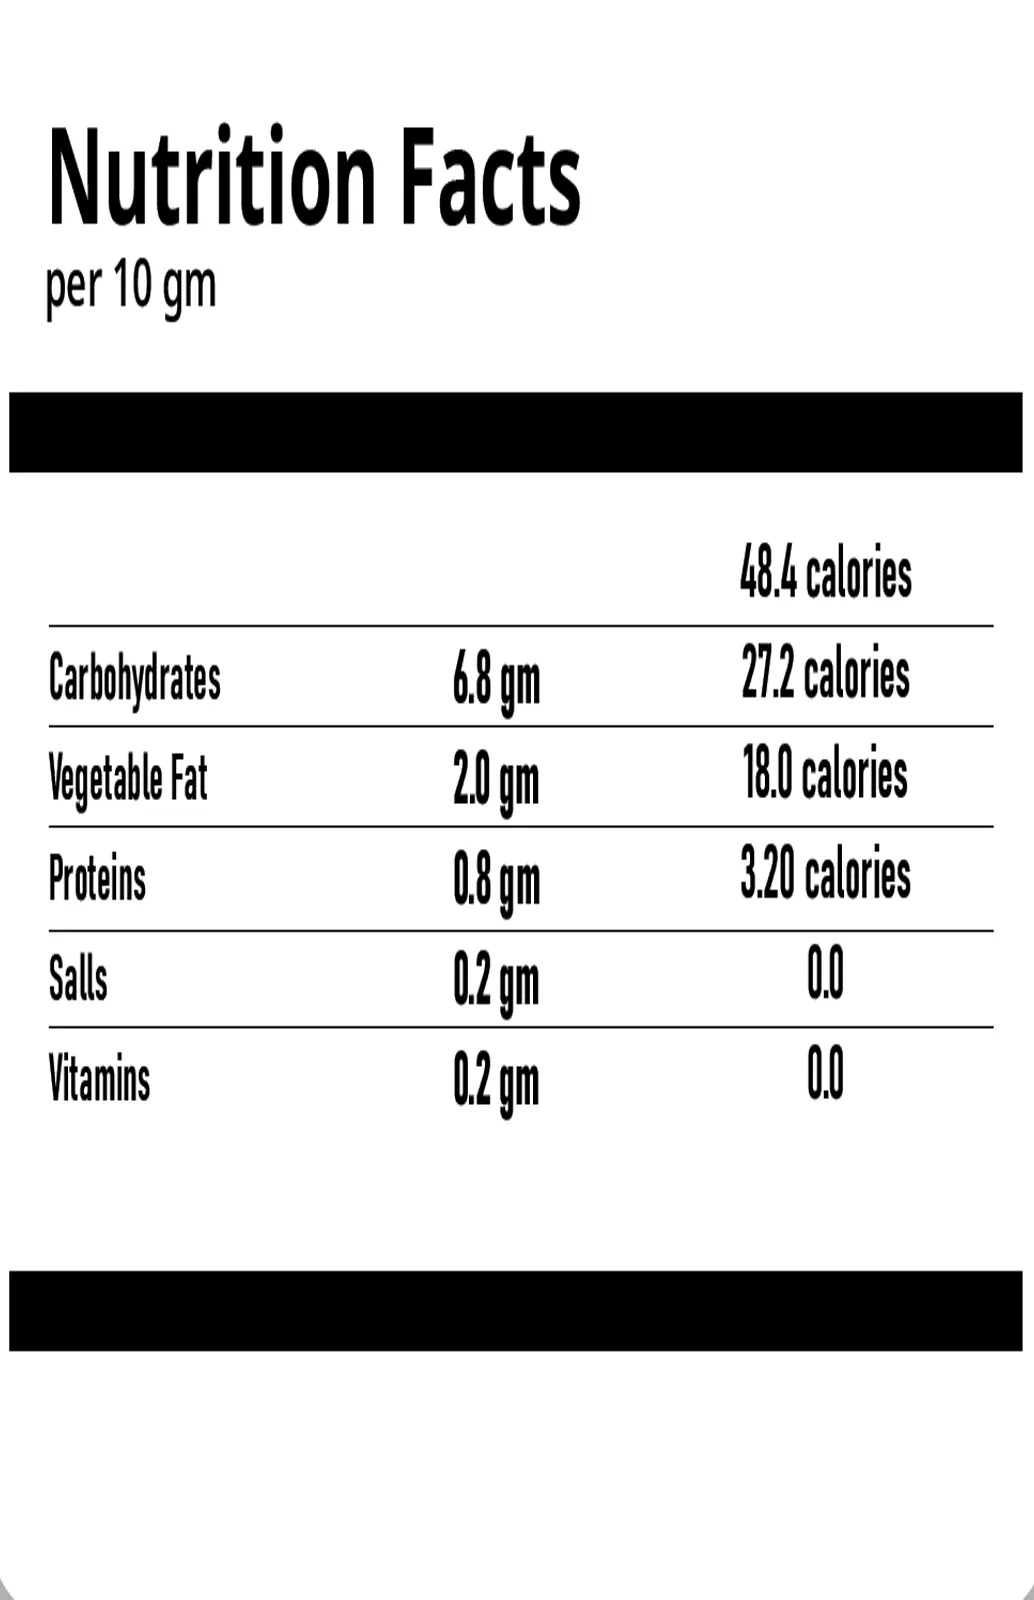 Nutrition Facts
per 10 gm
48.4 calories
Carbohydrates 6.8 gm 27.2 calories
Vegetable Fat 2.0 gm 18.0 calories
Proteins 0.8 gm 3.20 calories
Salls 0.2 gm 0.0
Vitamins 0.2 gm 0.0